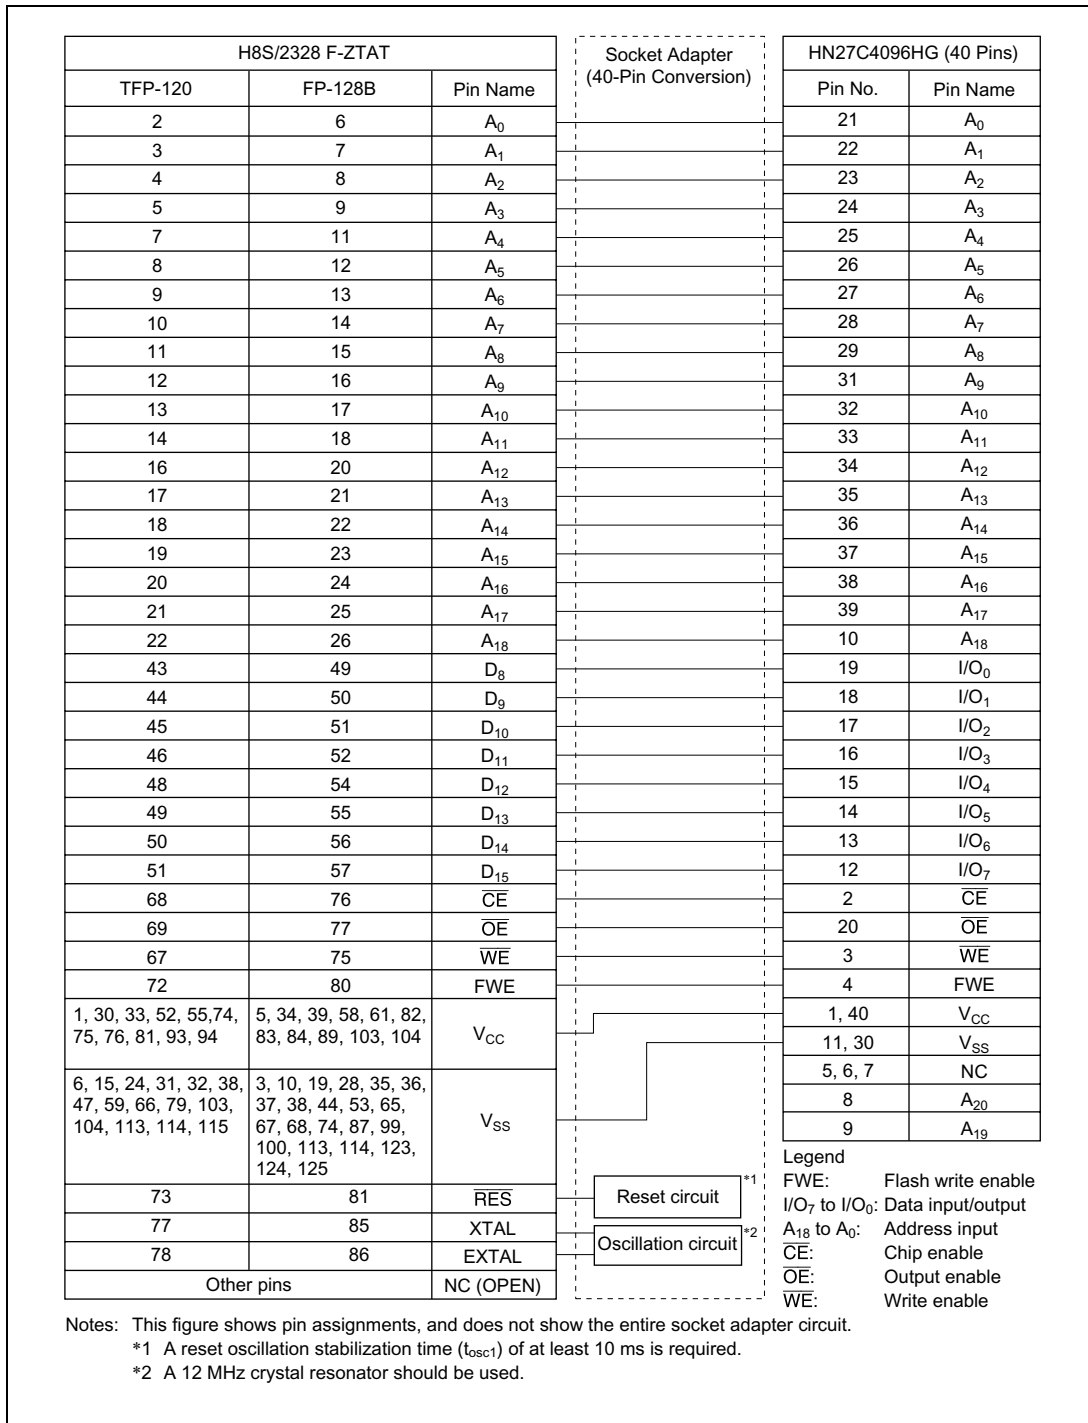 H8S/2328 F-ZTAT Socket Adapter HN27C4096HG (40 Pins)
TFP-120 FP-128B Pin Name (40-Pin Conversion) Pin No. Pin Name
2 6 A₀ 21 A₀
3 7 A₁ 22 A₁
4 8 A₂ 23 A₂
5 9 A₃ 24 A₃
7 11 A₄ 25 A₄
8 12 A₅ 26 A₅
9 13 A₆ 27 A₆
10 14 A₇ 28 A₇
11 15 A₈ 29 A₈
12 16 A₉ 31 A₉
13 17 A₁₀ 32 A₁₀
14 18 A₁₁ 33 A₁₁
16 20 A₁₂ 34 A₁₂
17 21 A₁₃ 35 A₁₃
18 22 A₁₄ 36 A₁₄
19 23 A₁₅ 37 A₁₅
20 24 A₁₆ 38 A₁₆
21 25 A₁₇ 39 A₁₇
22 26 A₁₈ 10 A₁₈
43 49 D₈ 19 I/O₀
44 50 D₉ 18 I/O₁
45 51 D₁₀ 17 I/O₂
46 52 D₁₁ 16 I/O₃
48 54 D₁₂ 15 I/O₄
49 55 D₁₃ 14 I/O₅
50 56 D₁₄ 13 I/O₆
51 57 D₁₅ 12 I/O₇
68 76 C̅E̅ 2 C̅E̅
69 77 O̅E̅ 20 O̅E̅
67 75 W̅E̅ 3 W̅E̅
72 80 FWE 4 FWE
1, 30, 33, 52, 55,74,
75, 76, 81, 93, 94
5, 34, 39, 58, 61, 82,
83, 84, 89, 103, 104
V_CC
1, 40 V_CC
11, 30 V_SS
5, 6, 7 NC
8 A₂₀
9 A₁₉
6, 15, 24, 31, 32, 38,
47, 59, 66, 79, 103,
104, 113, 114, 115
3, 10, 19, 28, 35, 36,
37, 38, 44, 53, 65,
67, 68, 74, 87, 99,
100, 113, 114, 123,
124, 125
V_SS
73 81 R̅E̅S̅ Reset circuit *1
77 85 XTAL
78 86 EXTAL
Oscillation circuit *2
Other pins NC (OPEN)
Legend
FWE: Flash write enable
I/O₇ to I/O₀: Data input/output
A₁₈ to A₀: Address input
C̅E̅: Chip enable
O̅E̅: Output enable
W̅E̅: Write enable
Notes: This figure shows pin assignments, and does not show the entire socket adapter circuit.
*1 A reset oscillation stabilization time (t_osc1) of at least 10 ms is required.
*2 A 12 MHz crystal resonator should be used.